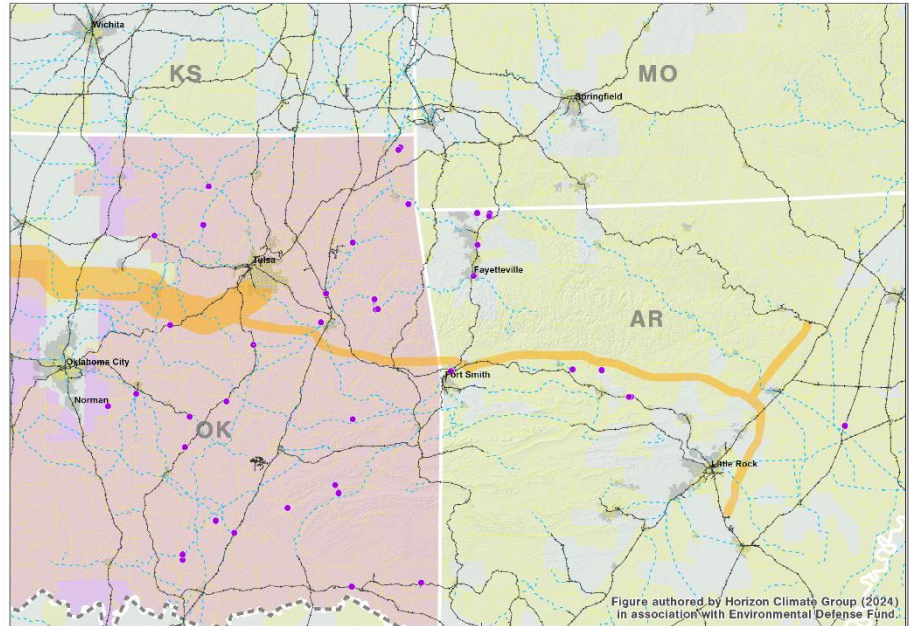 Wichita
KS
MO
Springfield
Tulsa
Fayetteville
AR
Oklahoma City
Fort Smith
Norman
OK
Little Rock
Figure authored by Horizon Climate Group (2024)
in association with Environmental Defense Fund.